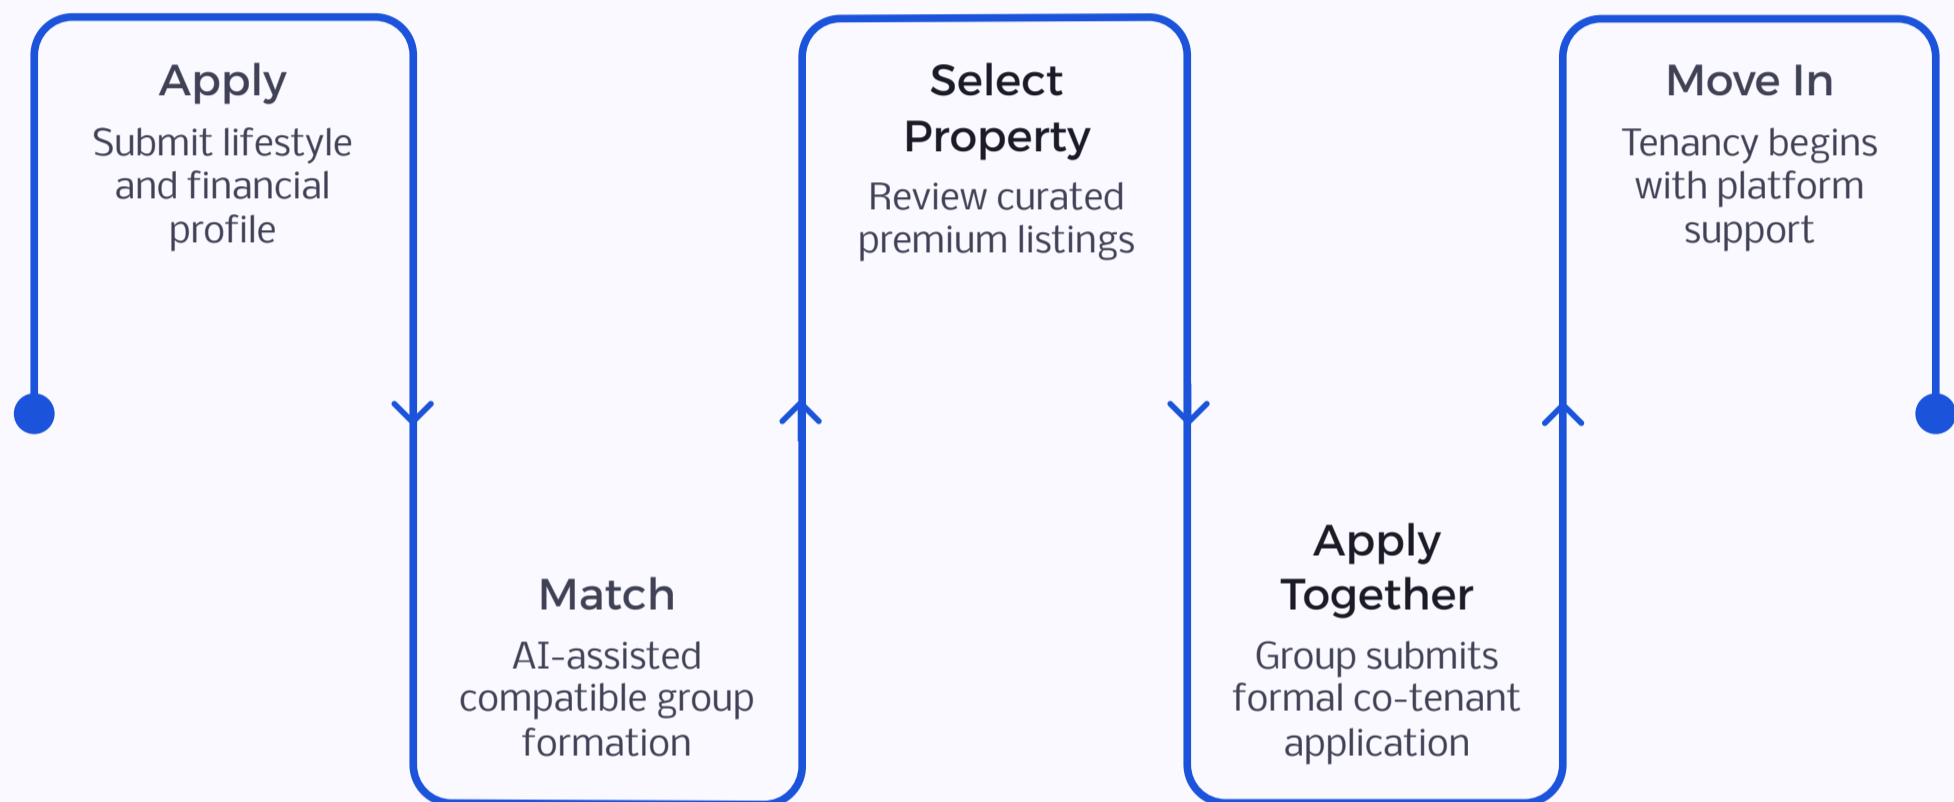 Apply
Submit lifestyle
and financial
profile
Match
AI-assisted
compatible group
formation
Select
Property
Review curated
premium listings
Apply
Together
Group submits
formal co-tenant
application
Move In
Tenancy begins
with platform
support